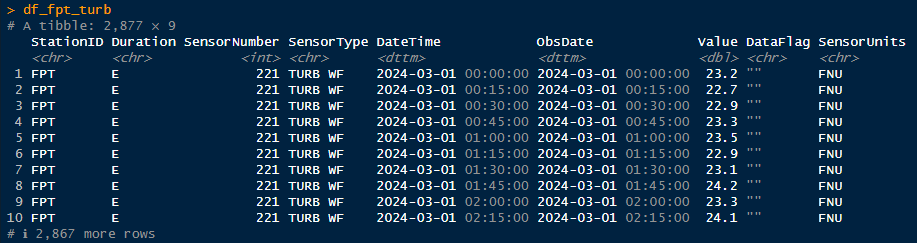 > df_fpt_turb
# A tibble: 2,877 × 9
StationID Duration SensorNumber SensorType DateTime ObsDate Value DataFlag SensorUnits
<chr> <chr> <int> <chr> <dttm> <dttm> <dbl> <chr> <chr>
1 FPT E 221 TURB WF 2024-03-01 00:00:00 2024-03-01 00:00:00 23.2 "" FNU
2 FPT E 221 TURB WF 2024-03-01 00:15:00 2024-03-01 00:15:00 22.7 "" FNU
3 FPT E 221 TURB WF 2024-03-01 00:30:00 2024-03-01 00:30:00 22.9 "" FNU
4 FPT E 221 TURB WF 2024-03-01 00:45:00 2024-03-01 00:45:00 23.3 "" FNU
5 FPT E 221 TURB WF 2024-03-01 01:00:00 2024-03-01 01:00:00 23.5 "" FNU
6 FPT E 221 TURB WF 2024-03-01 01:15:00 2024-03-01 01:15:00 22.9 "" FNU
7 FPT E 221 TURB WF 2024-03-01 01:30:00 2024-03-01 01:30:00 23.1 "" FNU
8 FPT E 221 TURB WF 2024-03-01 01:45:00 2024-03-01 01:45:00 24.2 "" FNU
9 FPT E 221 TURB WF 2024-03-01 02:00:00 2024-03-01 02:00:00 23.3 "" FNU
10 FPT E 221 TURB WF 2024-03-01 02:15:00 2024-03-01 02:15:00 24.1 "" FNU
# ℹ 2,867 more rows